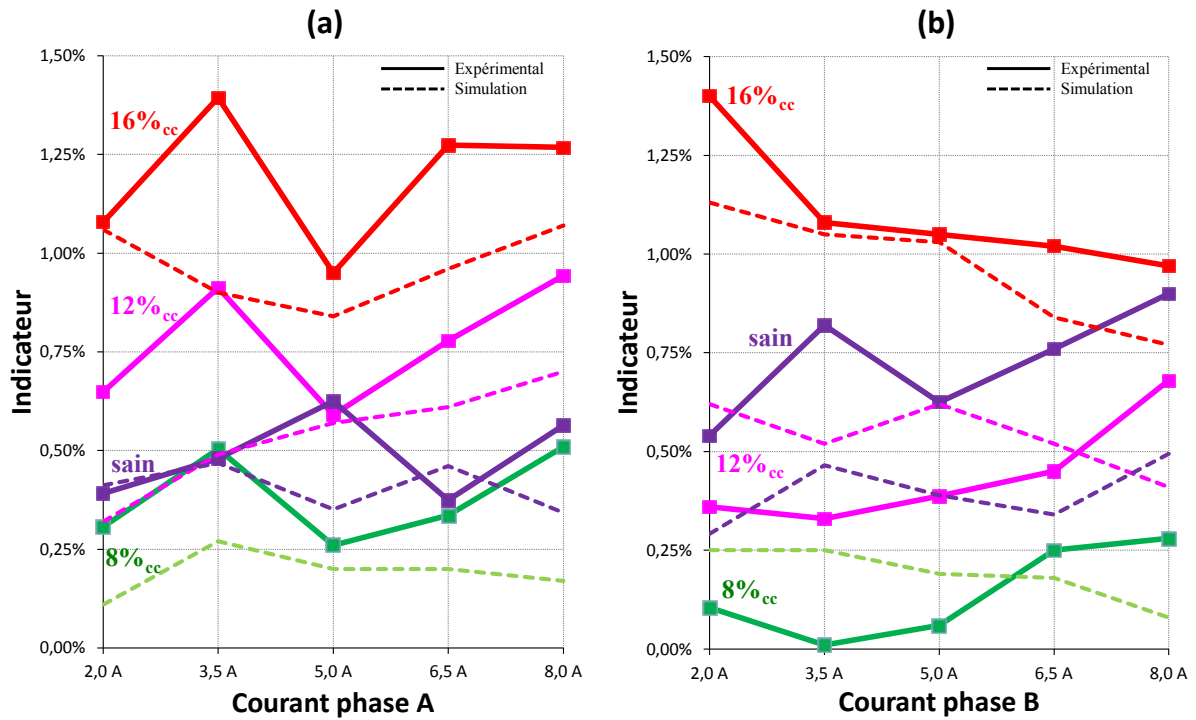 (a)
1,50%
1,25%
1,00%
0,75%
0,50%
0,25%
0,00%
Indicateur
Expérimental
Simulation
16%cc
12%cc
sain
8%cc
2,0 A
3,5 A
5,0 A
6,5 A
8,0 A
Courant phase A
(b)
1,50%
1,25%
1,00%
0,75%
0,50%
0,25%
0,00%
Indicateur
Expérimental
Simulation
16%cc
sain
12%cc
8%cc
2,0 A
3,5 A
5,0 A
6,5 A
8,0 A
Courant phase B